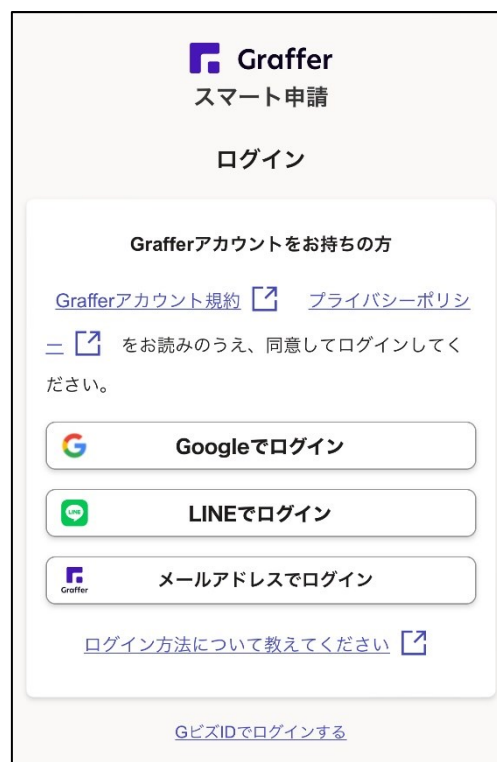 Graffer
スマート申請
ログイン
Grafferアカウントをお持ちの方
Grafferアカウント規約 プライバシーポリシ
ー をお読みのうえ、同意してログインしてく
ださい。
Googleでログイン
LINEでログイン
Graffer メールアドレスでログイン
ログイン方法について教えてください
GビズIDでログインする